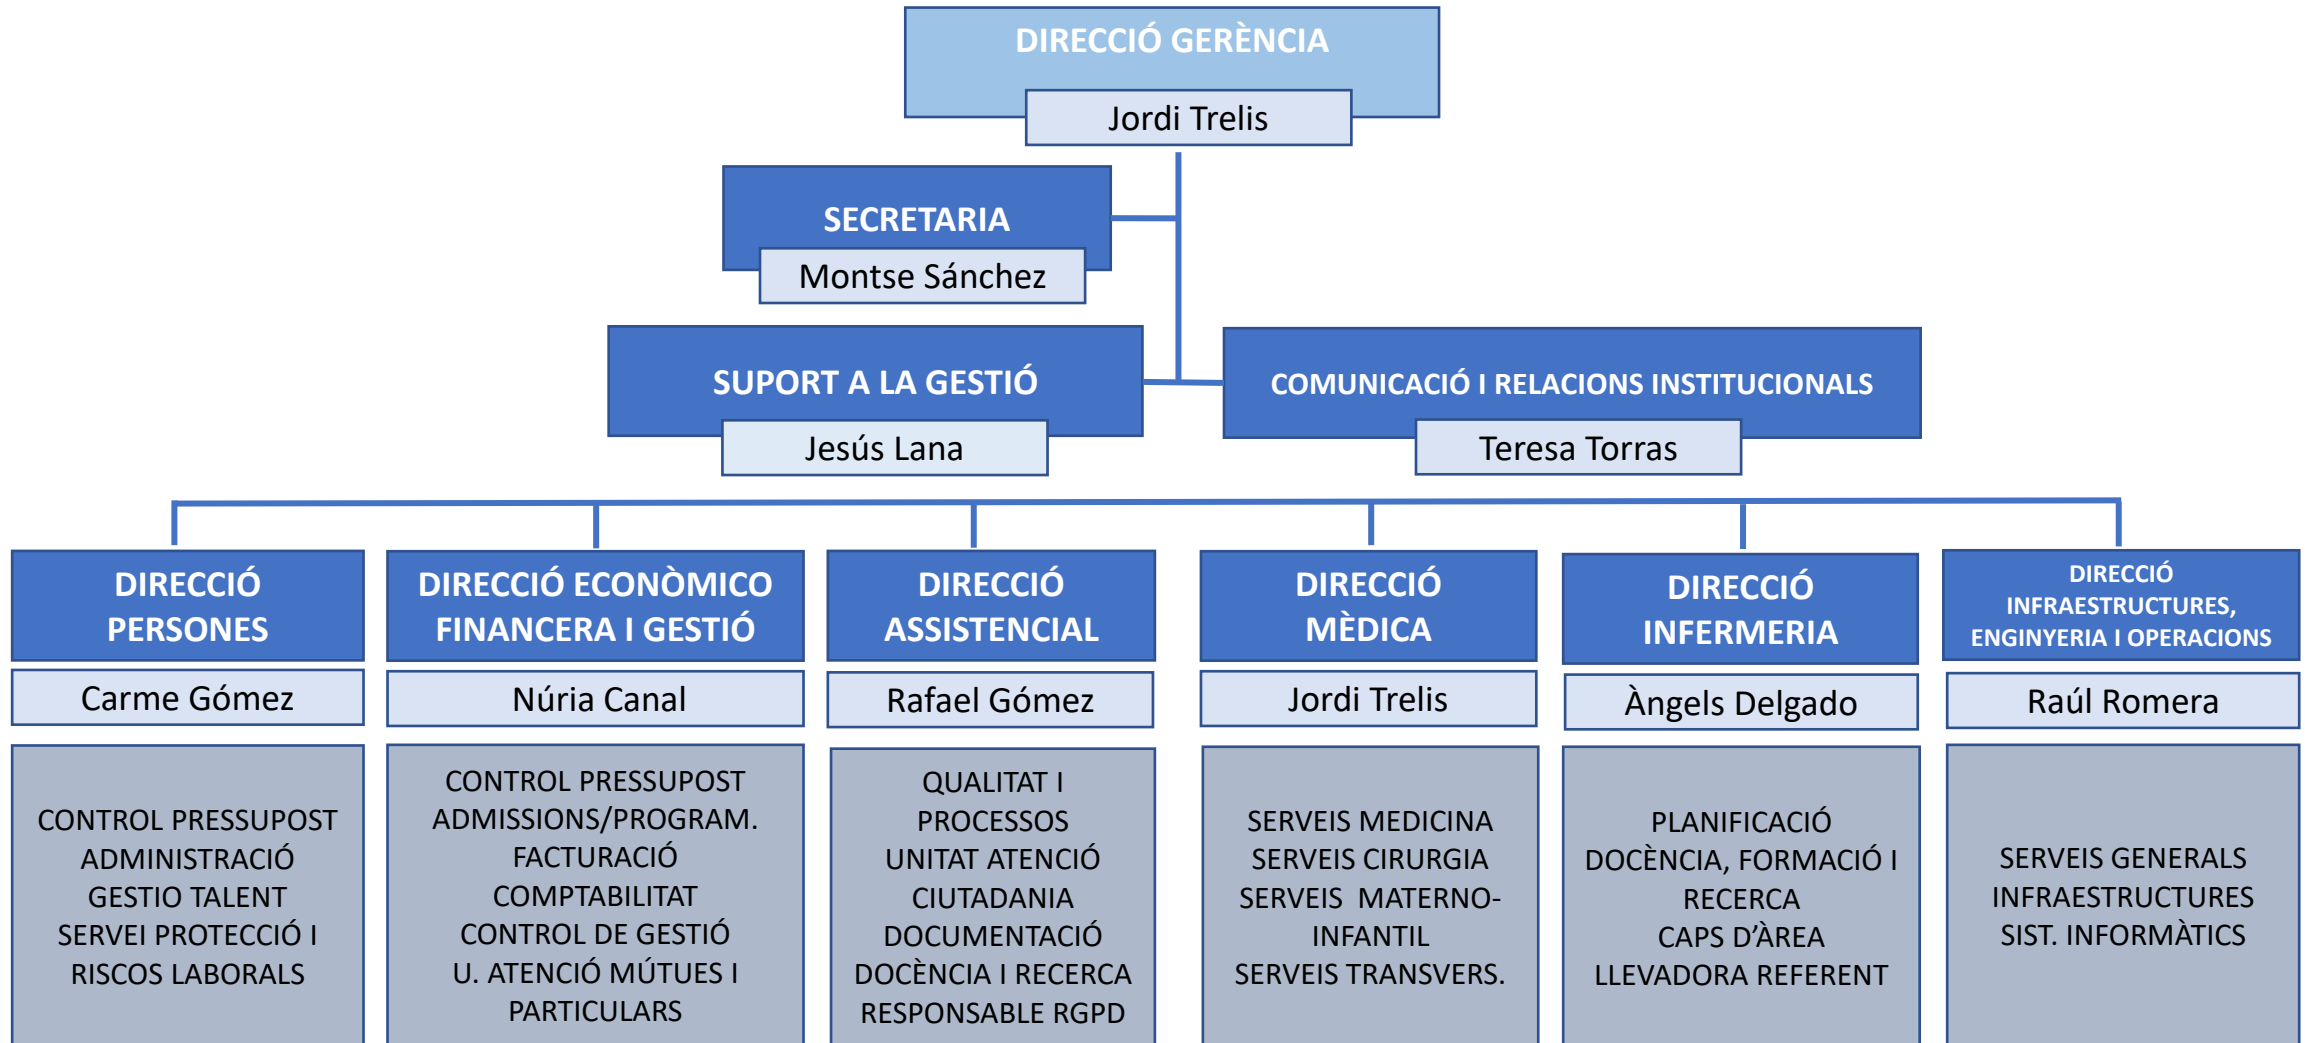 DIRECCIÓ GERÈNCIA
Jordi Trelis
SECRETARIA
Montse Sánchez
SUPORT A LA GESTIÓ
Jesús Lana
COMUNICACIÓ I RELACIONS INSTITUCIONALS
Teresa Torras
DIRECCIÓ
PERSONES
Carme Gómez
CONTROL PRESSUPOST
ADMINISTRACIÓ
GESTIO TALENT
SERVEI PROTECCIÓ I
RISCOS LABORALS
DIRECCIÓ ECONÒMICO
FINANCERA I GESTIÓ
Núria Canal
CONTROL PRESSUPOST
ADMISSIONS/PROGRAM.
FACTURACIÓ
COMPTABILITAT
CONTROL DE GESTIÓ
U. ATENCIÓ MÚTUES I
PARTICULARS
DIRECCIÓ
ASSISTENCIAL
Rafael Gómez
QUALITAT I
PROCESSOS
UNITAT ATENCIÓ
CIUTADANIA
DOCUMENTACIÓ
DOCÈNCIA I RECERCA
RESPONSABLE RGPD
DIRECCIÓ
MÈDICA
Jordi Trelis
SERVEIS MEDICINA
SERVEIS CIRURGIA
SERVEIS  MATERNO-
INFANTIL
SERVEIS TRANSVERS.
DIRECCIÓ
INFERMERIA
Àngels Delgado
PLANIFICACIÓ
DOCÈNCIA, FORMACIÓ I
RECERCA
CAPS D’ÀREA
LLEVADORA REFERENT
DIRECCIÓ
INFRAESTRUCTURES,
ENGINYERIA I OPERACIONS
Raúl Romera
SERVEIS GENERALS
INFRAESTRUCTURES
SIST. INFORMÀTICS